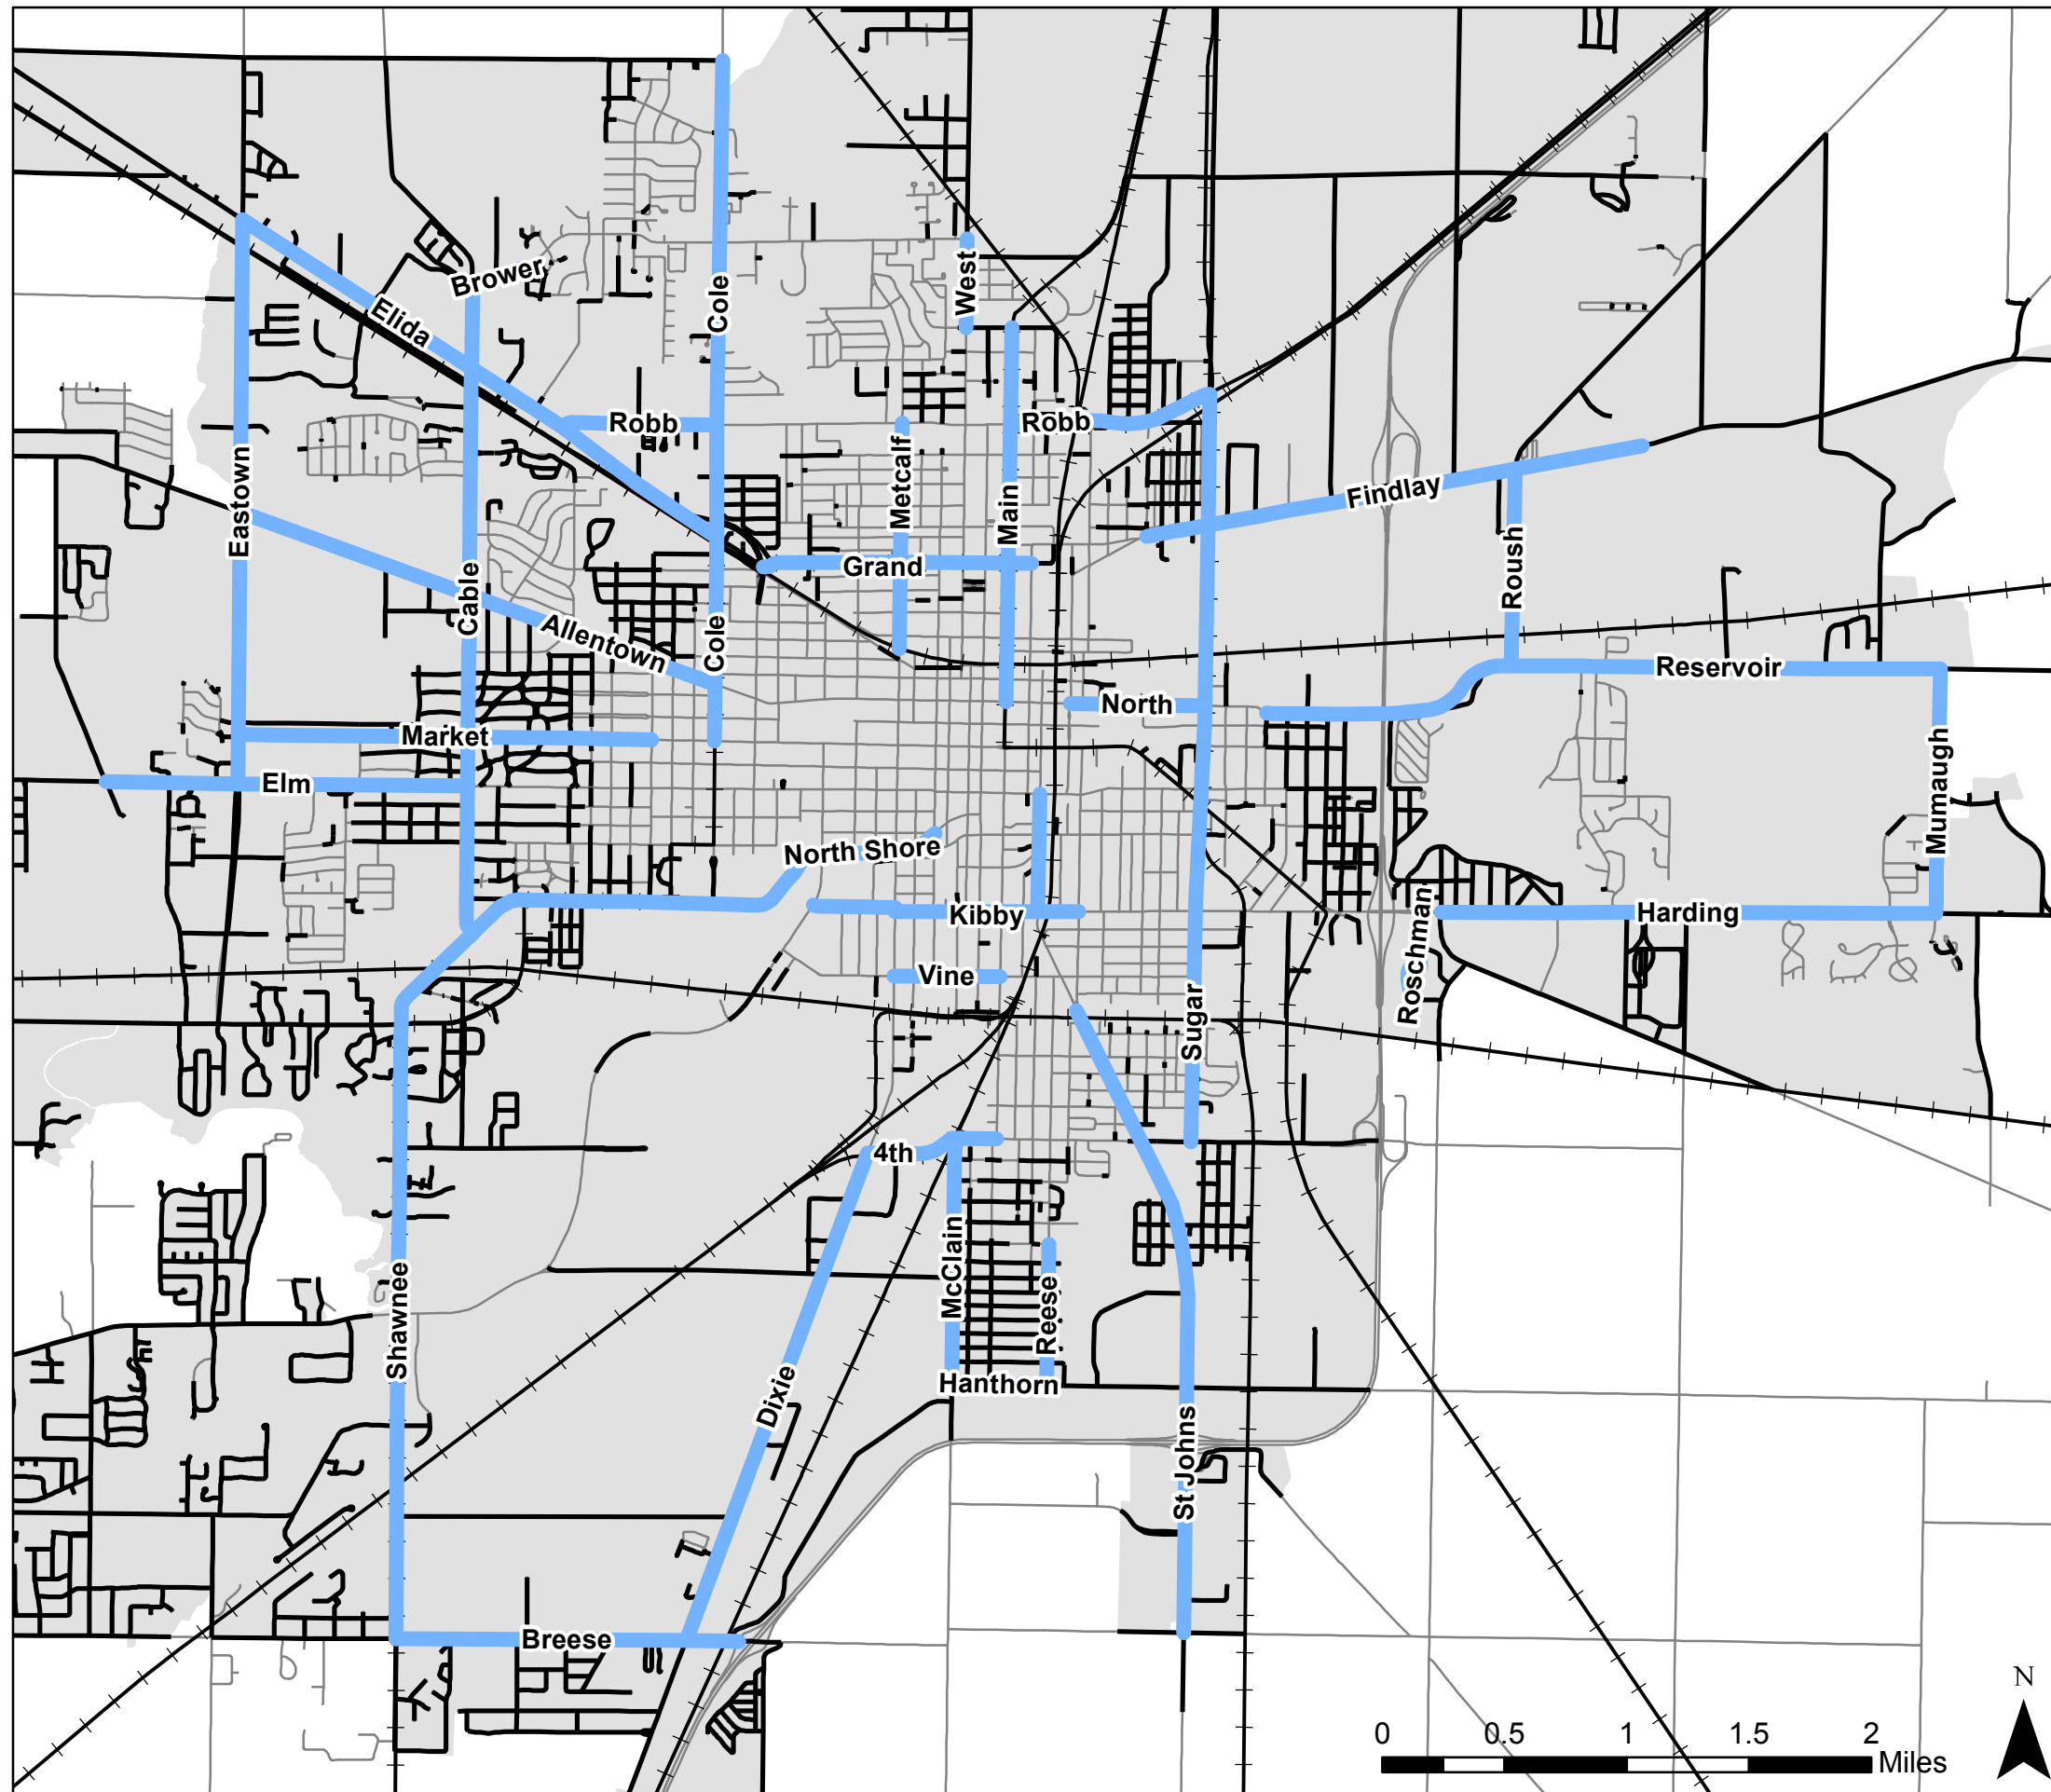 Brower
West
Cole
Elida
Robb
Robb
Metcalf
Main
Eastown
Findlay
Roush
Grand
Cable
Allentown
Cole
Reservoir
North
Market
Elm
Mumaugh
North Shore
Kibby
Harding
Roschman
Vine
Sugar
4th
McClain
Reese
Shawnee
Hanthorn
Dixie
St Johns
Breese
N
0 0.5 1 1.5 2
Miles